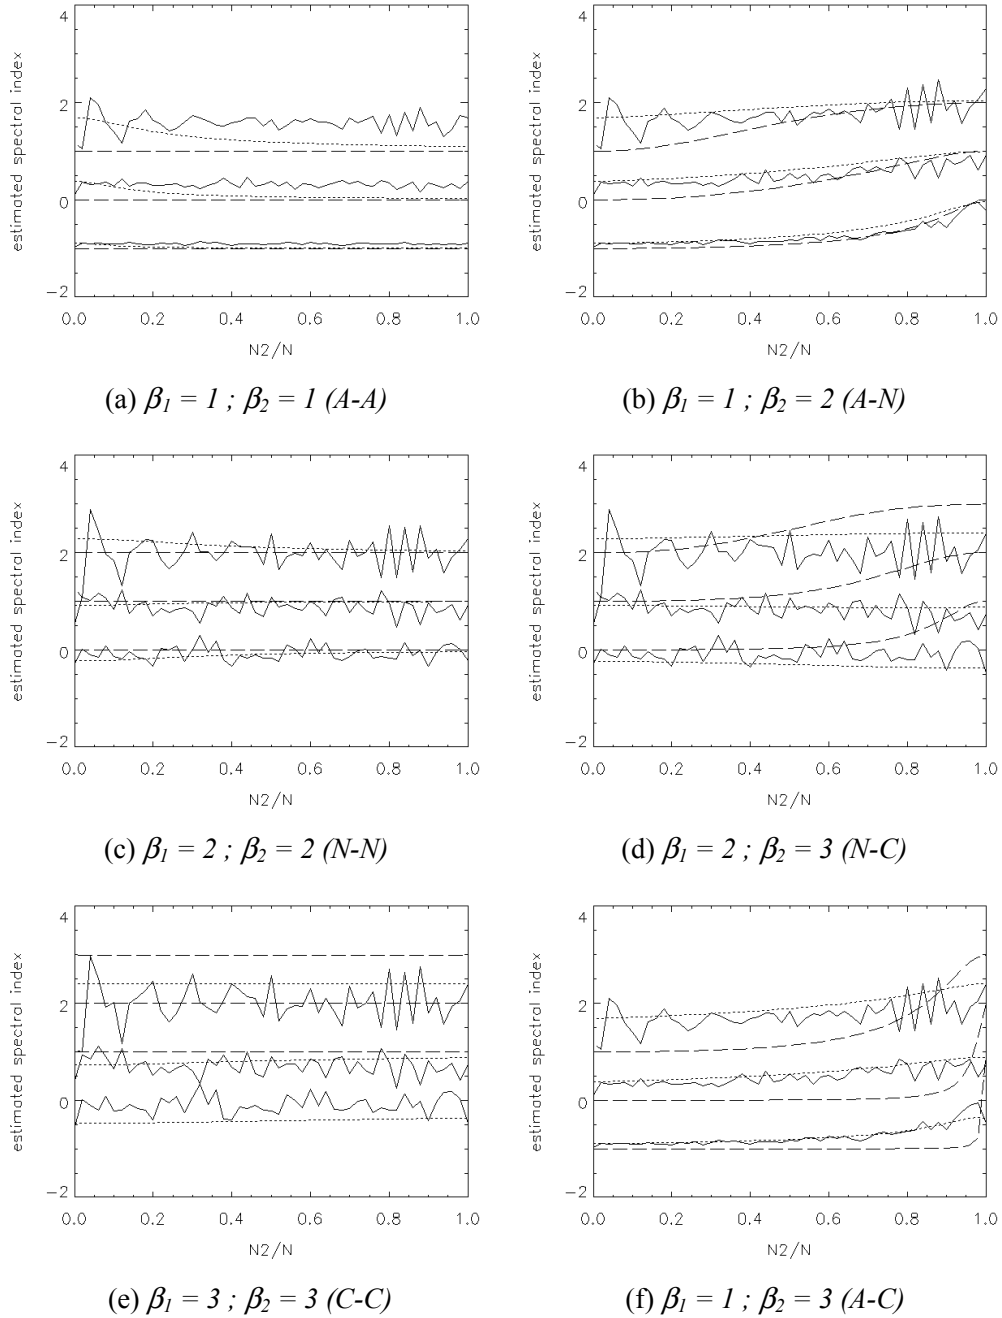 4
2
0
−2
estimated spectral index
0.0 0.2 0.4 0.6 0.8 1.0
N2/N
(a) β1 = 1 ; β2 = 1 (A-A)
4
2
0
−2
estimated spectral index
0.0 0.2 0.4 0.6 0.8 1.0
N2/N
(b) β1 = 1 ; β2 = 2 (A-N)
4
2
0
−2
estimated spectral index
0.0 0.2 0.4 0.6 0.8 1.0
N2/N
(c) β1 = 2 ; β2 = 2 (N-N)
4
2
0
−2
estimated spectral index
0.0 0.2 0.4 0.6 0.8 1.0
N2/N
(d) β1 = 2 ; β2 = 3 (N-C)
4
2
0
−2
estimated spectral index
0.0 0.2 0.4 0.6 0.8 1.0
N2/N
(e) β1 = 3 ; β2 = 3 (C-C)
4
2
0
−2
estimated spectral index
0.0 0.2 0.4 0.6 0.8 1.0
N2/N
(f) β1 = 1 ; β2 = 3 (A-C)